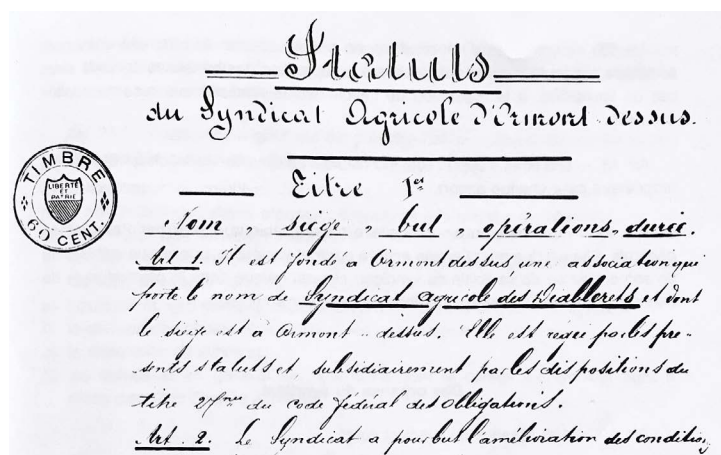 Statuts
du Syndicat Agricole d'Ormont-dessus.
TIMBRE
LIBERTÉ
ET
PATRIE
60 CENT.
Titre 1er
Nom, siège, but, opérations, durée.
Art 1. Il est fondé à Ormont dessus une association qui
porte le nom de Syndicat agricole des Diablerets et dont
le siège est à Ormont-dessus. Elle est régie par les pré-
sents statuts et, subsidiairement par les dispositions du
titre 27me du Code fédéral des Obligations.
Art. 2. Le Syndicat a pour but l'amélioration des conditions